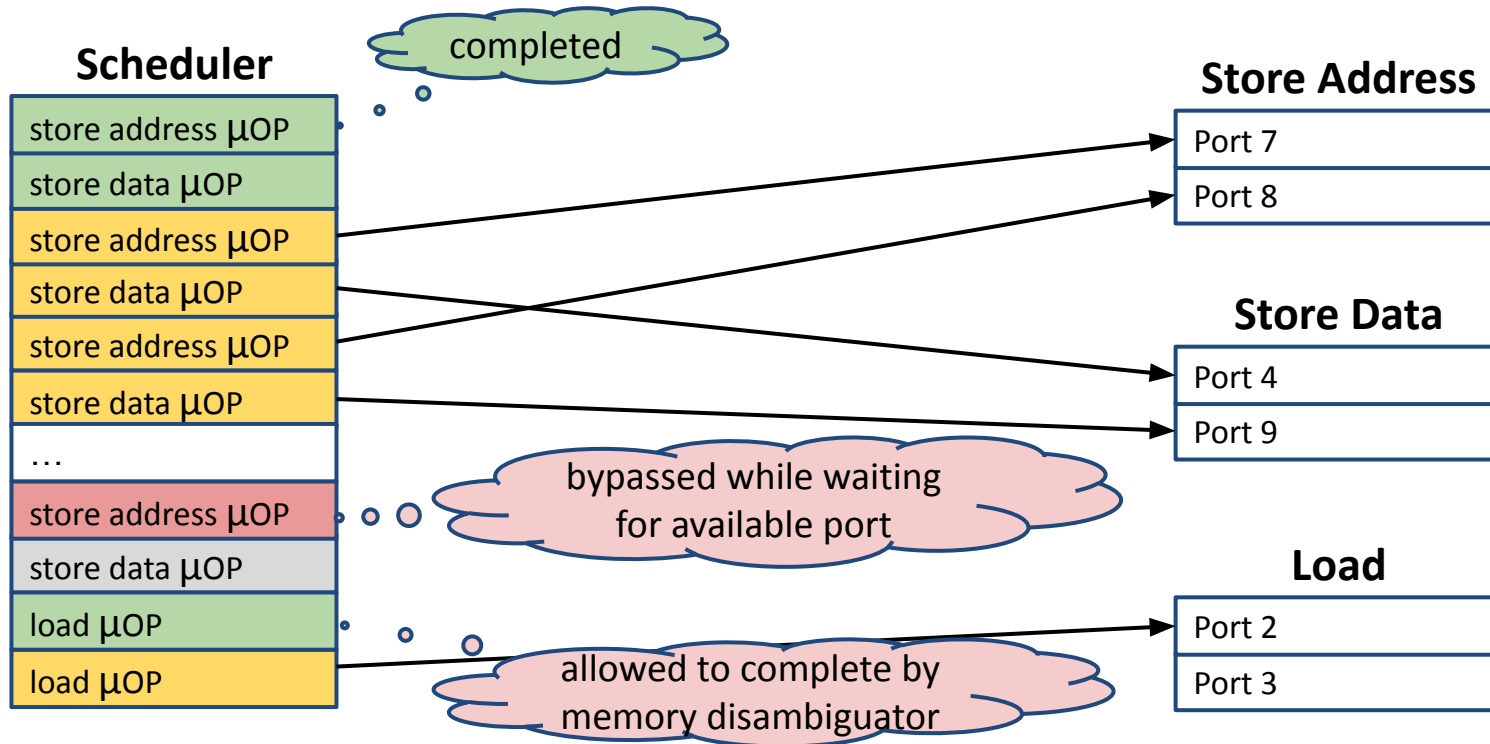 completed
Scheduler
store address μOP
store data μOP
store address μOP
store data μOP
store address μOP
store data μOP
…
store address μOP
store data μOP
load μOP
load μOP
bypassed while waiting
for available port
allowed to complete by
memory disambiguator
Store Address
Port 7
Port 8
Store Data
Port 4
Port 9
Load
Port 2
Port 3